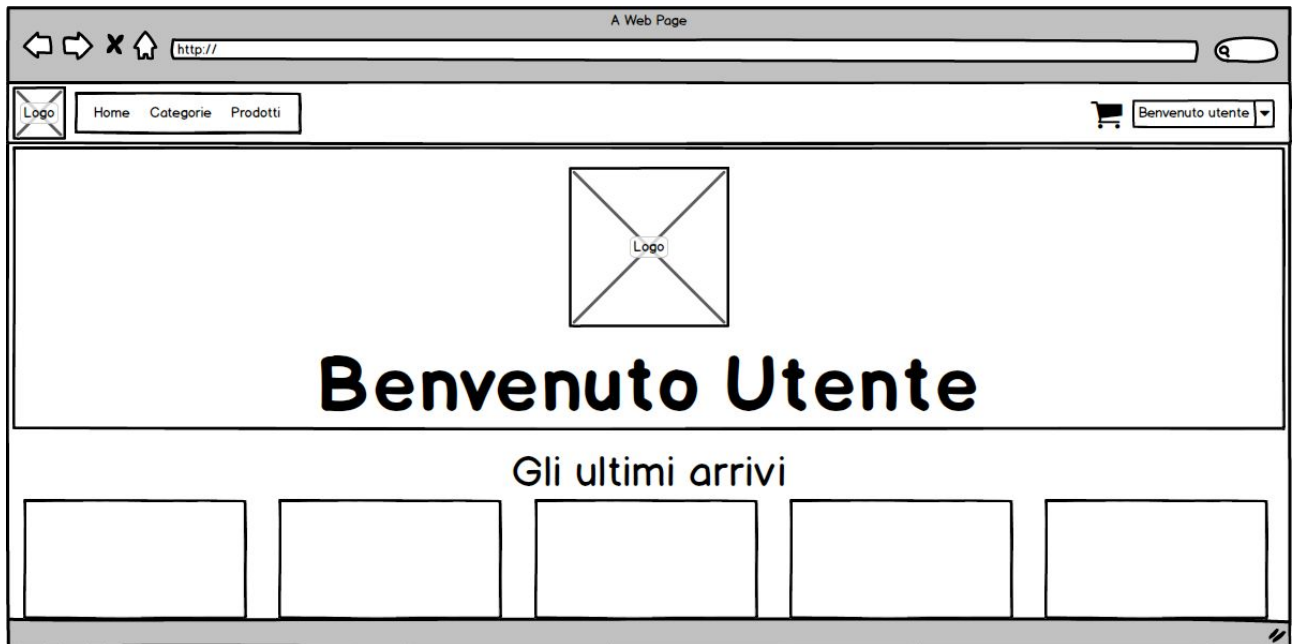 A Web Page
http://
Logo
Home Categorie Prodotti
Benvenuto utente
Logo
Benvenuto Utente
Gli ultimi arrivi